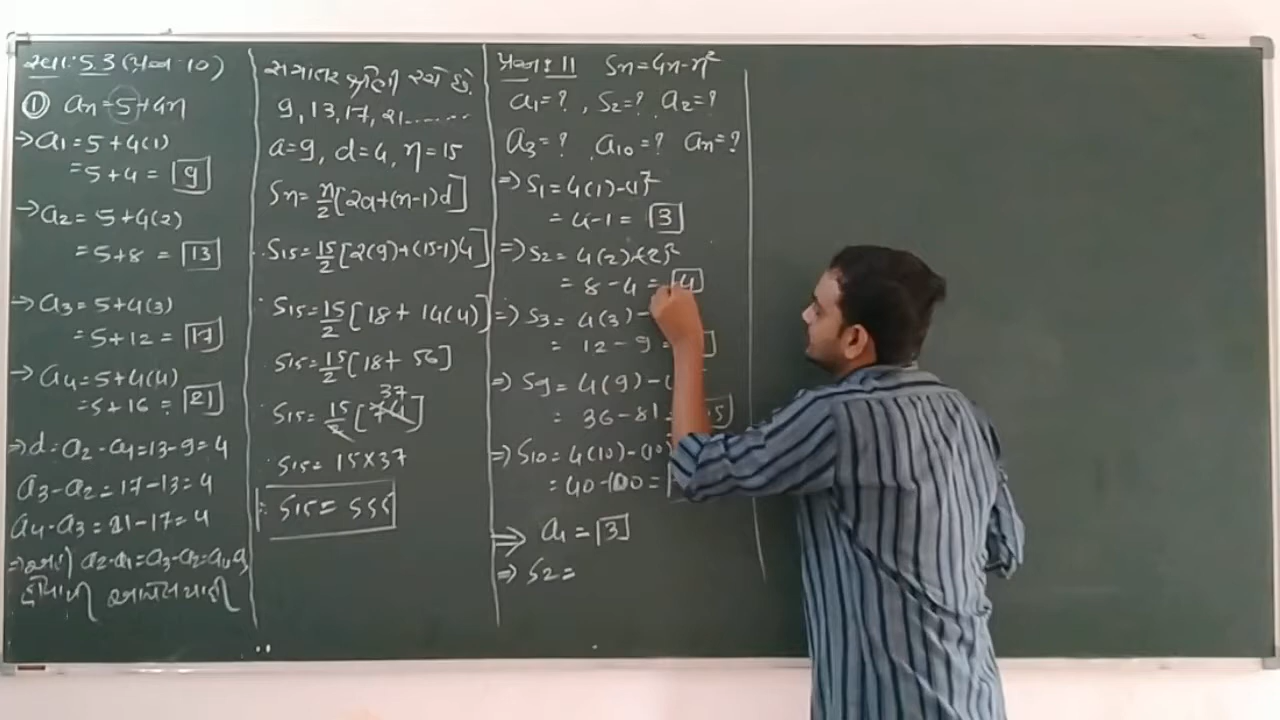 સ્વા. 5.3 (પ્રશ્ન-10)
① an = 5+4n
→ a1 = 5+4(1)
= 5+4 = 9
→ a2 = 5+4(2)
= 5+8 = 13
→ a3 = 5+4(3)
= 5+12 = 17
→ a4 = 5+4(4)
= 5+16 = 21
⇒ d = a2 - a1 = 13-9 = 4
a3-a2 = 17-13 = 4
a4-a3 = 21-17 = 4
a2-a1 = a3-a2 = a4-a3
સમાંતર શ્રેણી રચે છે.
9, 13, 17, 21.......
a=9, d=4, n=15
Sn = n/2 [2a+(n-1)d]
S15 = 15/2 [2(9)+(15-1)4]
∴ S15 = 15/2 [18 + 14(4)]
S15 = 15/2 [18+ 56]
∴ S15 = 15/2 [74] 37
∴ S15 = 15×37
∴ S15 = 555
પ્રશ્ન: 11 Sn = 4n-n²
a1=? , S2=? a2=?
a3=? , a10=? an=?
⇒ S1 = 4(1)-(1)²
= 4-1 = 3
⇒ S2 = 4(2)-(2)²
= 8-4 = 4
⇒ S3 = 4(3) -
= 12 - 9 =
⇒ S9 = 4(9) - (
= 36-81 =
⇒ S10 = 4(10)-(10)
= 40-100 =
⇒ a1 = 3
⇒ S2 =